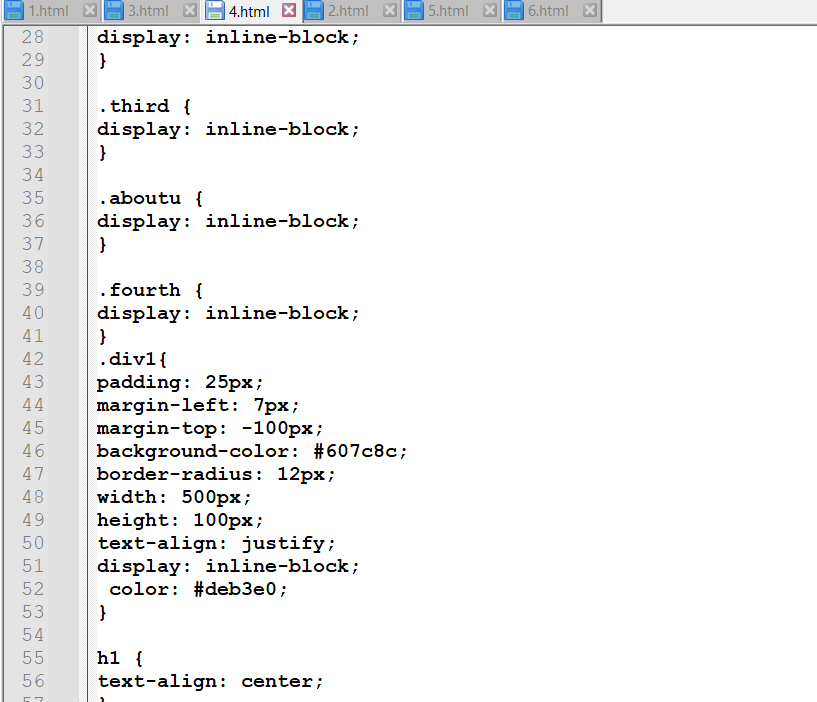 1.html 3.html 4.html 2.html 5.html 6.html
28 display: inline-block;
29 }
30
31 .third {
32 display: inline-block;
33 }
34
35 .aboutu {
36 display: inline-block;
37 }
38
39 .fourth {
40 display: inline-block;
41 }
42 .div1{
43 padding: 25px;
44 margin-left: 7px;
45 margin-top: -100px;
46 background-color: #607c8c;
47 border-radius: 12px;
48 width: 500px;
49 height: 100px;
50 text-align: justify;
51 display: inline-block;
52  color: #deb3e0;
53 }
54
55 h1 {
56 text-align: center;
57 }